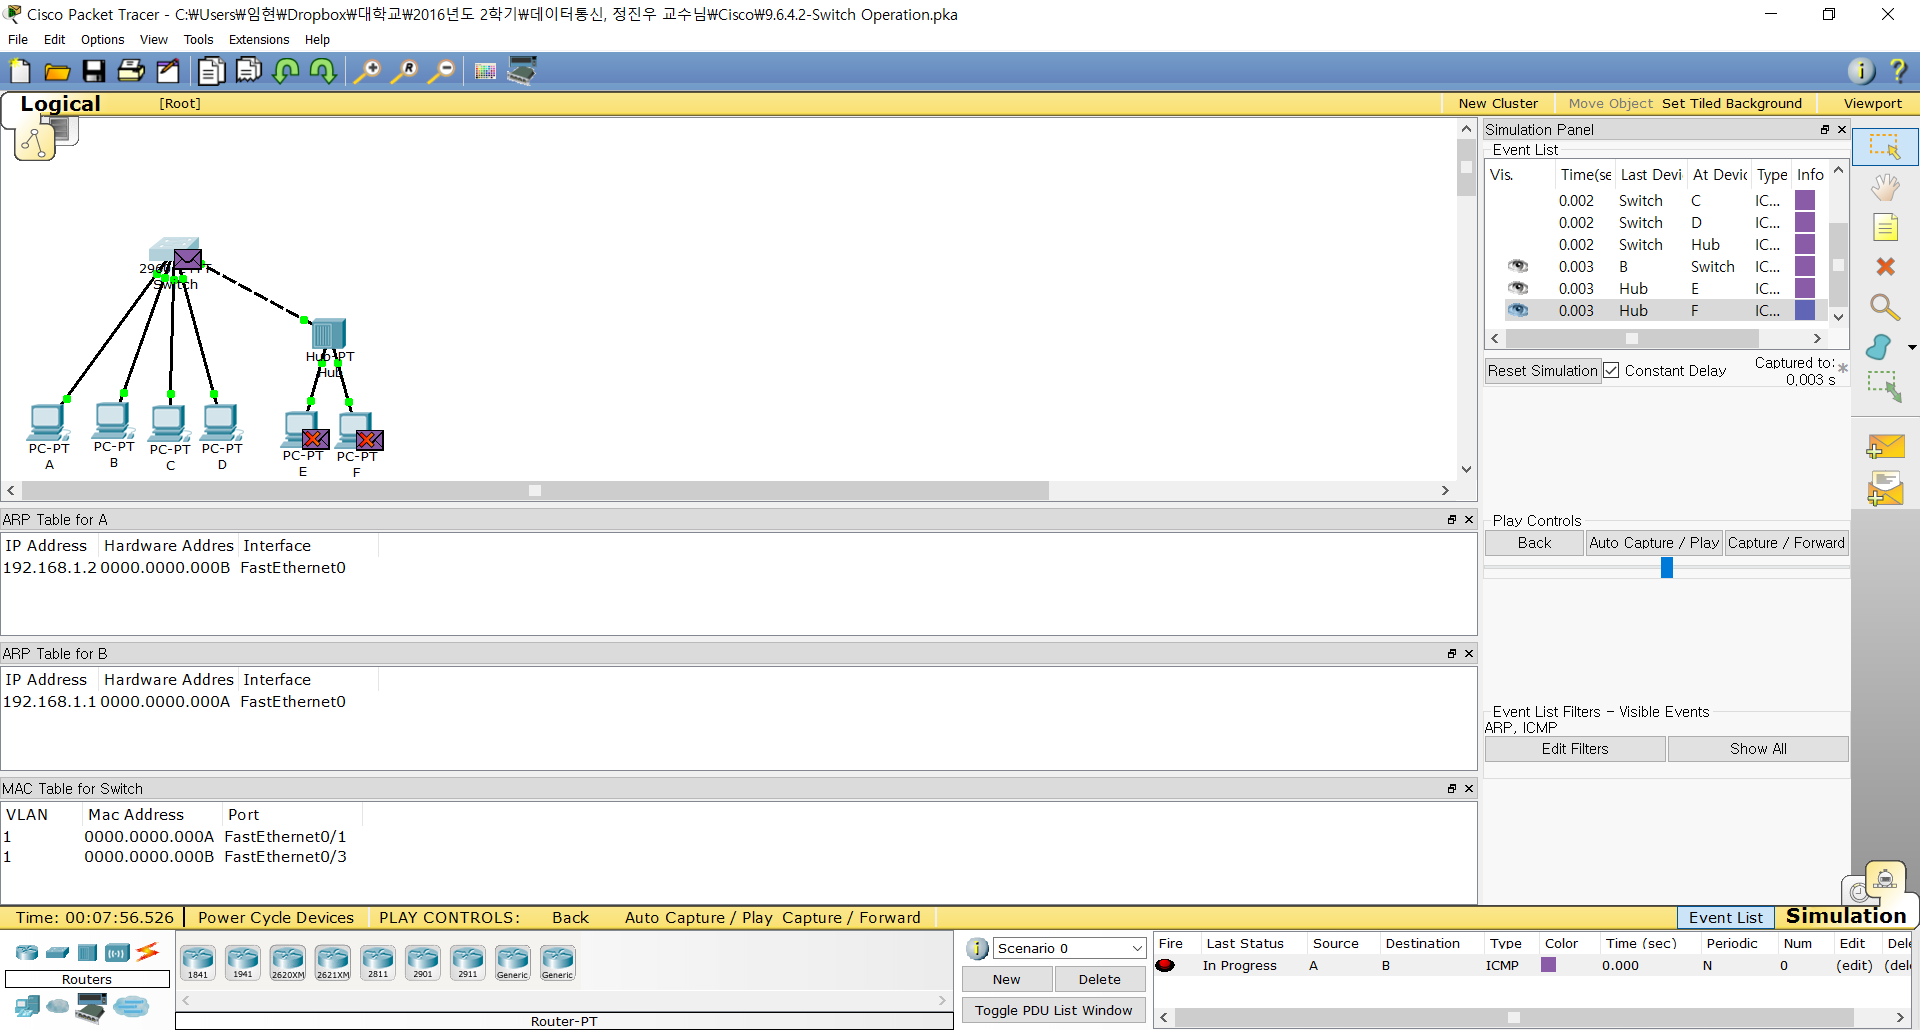 Cisco Packet Tracer - C:₩Users₩임현₩Dropbox₩대학교₩2016년도 2학기₩데이터통신, 정진우 교수님₩Cisco₩9.6.4.2-Switch Operation.pka
File Edit Options View Tools Extensions Help
Logical [Root] New Cluster Move Object Set Tiled Background Viewport
Switch
Hub-PT
PC-PT
A
PC-PT
B
PC-PT
C
PC-PT
D
PC-PT
E
PC-PT
F
Simulation Panel
Event List
Vis. Time(se Last Devi At Devic Type Info
0.002 Switch C IC...
0.002 Switch D IC...
0.002 Switch Hub IC...
0.003 B Switch IC...
0.003 Hub E IC...
0.003 Hub F IC...
Reset Simulation Constant Delay Captured to:
0,003 s
Play Controls
Back Auto Capture / Play Capture / Forward
Event List Filters - Visible Events
ARP, ICMP
Edit Filters Show All
ARP Table for A
IP Address Hardware Addres Interface
192.168.1.2 0000.0000.000B FastEthernet0
ARP Table for B
IP Address Hardware Addres Interface
192.168.1.1 0000.0000.000A FastEthernet0
MAC Table for Switch
VLAN Mac Address Port
1 0000.0000.000A FastEthernet0/1
1 0000.0000.000B FastEthernet0/3
Time: 00:07:56.526 Power Cycle Devices PLAY CONTROLS: Back Auto Capture / Play Capture / Forward Event List Simulation
Routers
1841 1941 2620XM 2621XM 2811 2901 2911 Generic Generic
Router-PT
Scenario 0
New Delete
Toggle PDU List Window
Fire Last Status Source Destination Type Color Time (sec) Periodic Num Edit Dele
In Progress A B ICMP 0.000 N 0 (edit) (del